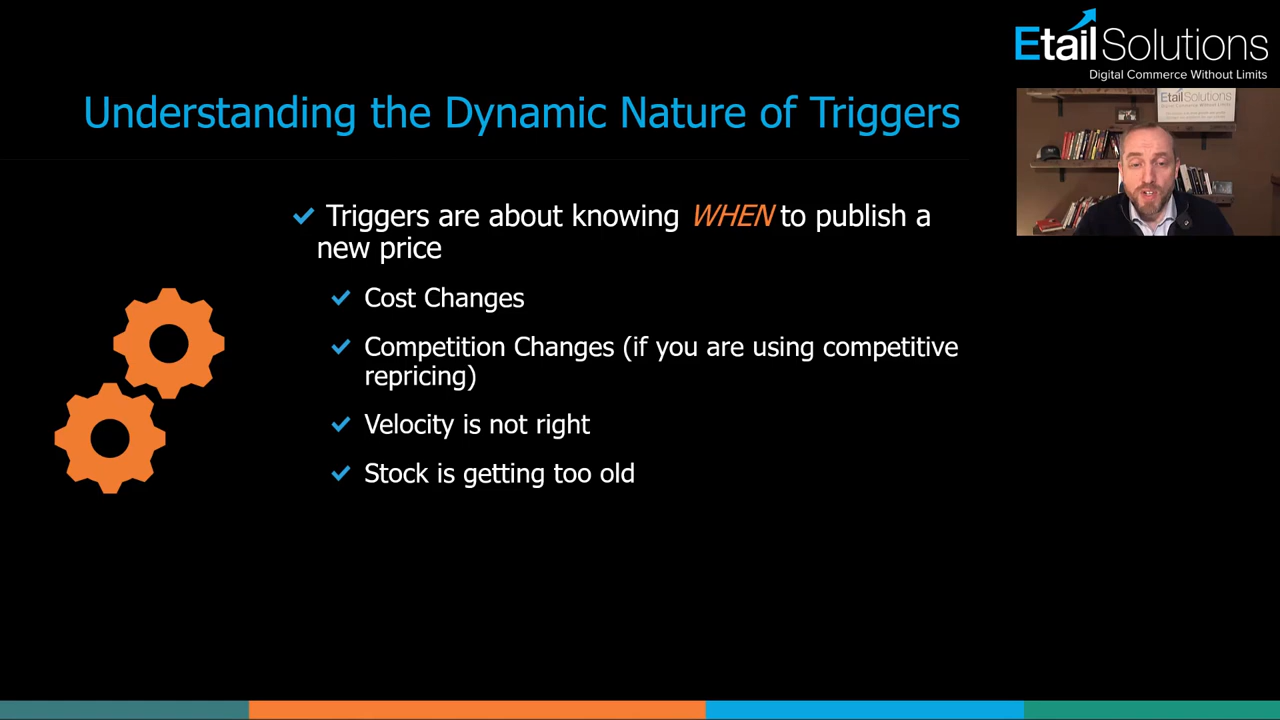 Etail Solutions
Digital Commerce Without Limits
Etail Solutions
Understanding the Dynamic Nature of Triggers
Triggers are about knowing WHEN to publish a
new price
Cost Changes
Competition Changes (if you are using competitive
repricing)
Velocity is not right
Stock is getting too old